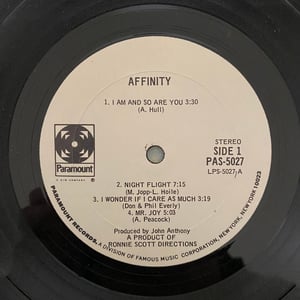 AFFINITY
1. I AM AND SO ARE YOU 3:30
(A. Hull)
Paramount
STEREO
SIDE 1
PAS-5027
LPS-5027-A
2. NIGHT FLIGHT 7:15
(M. Jopp-L. Hoile)
3. I WONDER IF I CARE AS MUCH 3:19
(Don & Phil Everly)
4. MR. JOY 5:03
(A. Peacock)
Produced by John Anthony
A PRODUCT OF
RONNIE SCOTT DIRECTIONS
PARAMOUNT RECORDS, A DIVISION OF FAMOUS MUSIC CORPORATION, NEW YORK, NEW YORK 10023